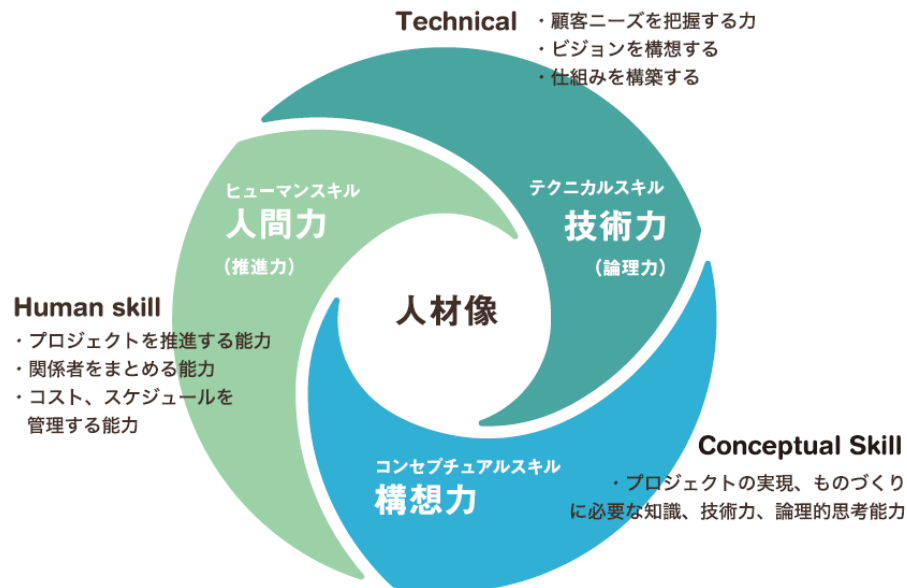 Technical
・顧客ニーズを把握する力
・ビジョンを構想する
・仕組みを構築する
ヒューマンスキル
人間力
（推進力）
テクニカルスキル
技術力
（論理力）
人材像
Human skill
・プロジェクトを推進する能力
・関係者をまとめる能力
・コスト、スケジュールを
管理する能力
コンセプチュアルスキル
構想力
Conceptual Skill
・プロジェクトの実現、ものづくり
に必要な知識、技術力、論理的思考能力